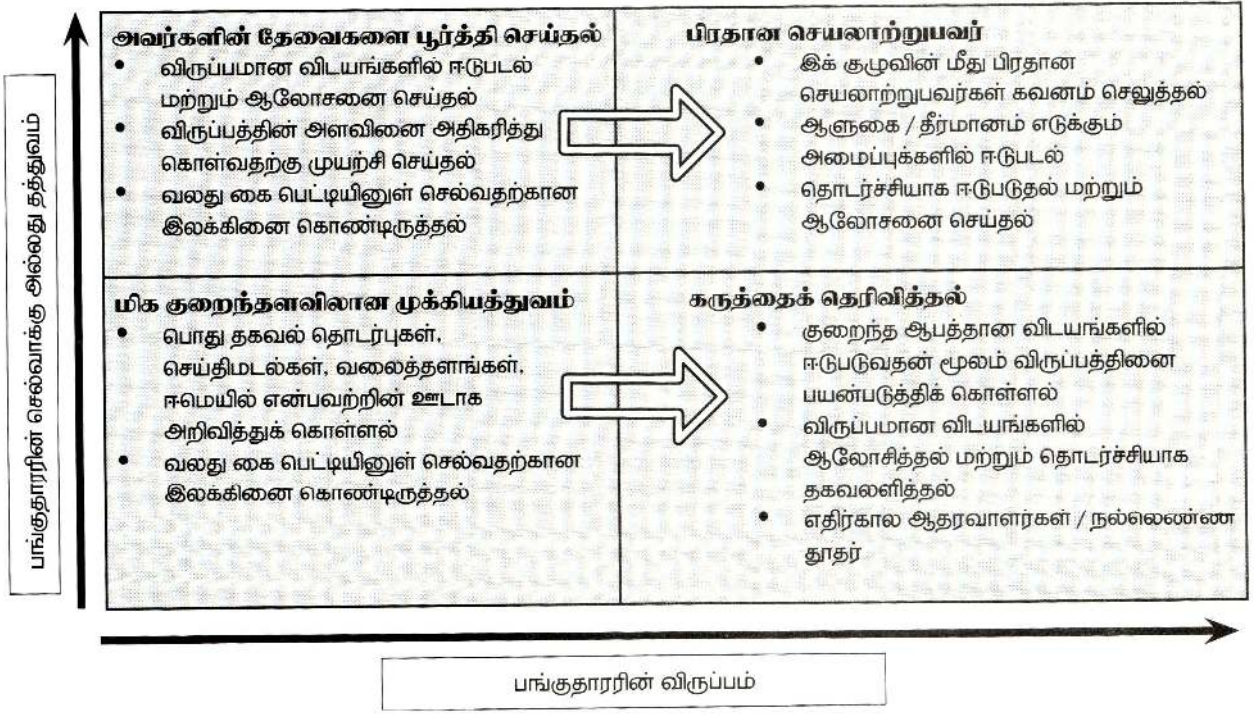 பங்குதாரரின் செல்வாக்கு அல்லது தத்துவம்
அவர்களின் தேவைகளை பூர்த்தி செய்தல்
• விருப்பமான விடயங்களில் ஈடுபடல்
மற்றும் ஆலோசனை செய்தல்
• விருப்பத்தின் அளவினை அதிகரித்து
கொள்வதற்கு முயற்சி செய்தல்
• வலது கை பெட்டியினுள் செல்வதற்கான
இலக்கினை கொண்டிருத்தல்
பிரதான செயலாற்றுபவர்
• இக் குழுவின் மீது பிரதான
செயலாற்றுபவர்கள் கவனம் செலுத்தல்
• ஆளுகை / தீர்மானம் எடுக்கும்
அமைப்புக்களில் ஈடுபடல்
• தொடர்ச்சியாக ஈடுபடுதல் மற்றும்
ஆலோசனை செய்தல்
மிக குறைந்தளவிலான முக்கியத்துவம்
• பொது தகவல் தொடர்புகள்,
செய்திமடல்கள், வலைத்தளங்கள்,
ஈமெயில் என்பவற்றின் ஊடாக
அறிவித்துக் கொள்ளல்
• வலது கை பெட்டியினுள் செல்வதற்கான
இலக்கினை கொண்டிருத்தல்
கருத்தைக் தெரிவித்தல்
• குறைந்த ஆபத்தான விடயங்களில்
ஈடுபடுவதன் மூலம் விருப்பத்தினை
பயன்படுத்திக் கொள்ளல்
• விருப்பமான விடயங்களில்
ஆலோசித்தல் மற்றும் தொடர்ச்சியாக
தகவலளித்தல்
• எதிர்கால ஆதரவாளர்கள் / நல்லெண்ண
தூதர்
பங்குதாரரின் விருப்பம்